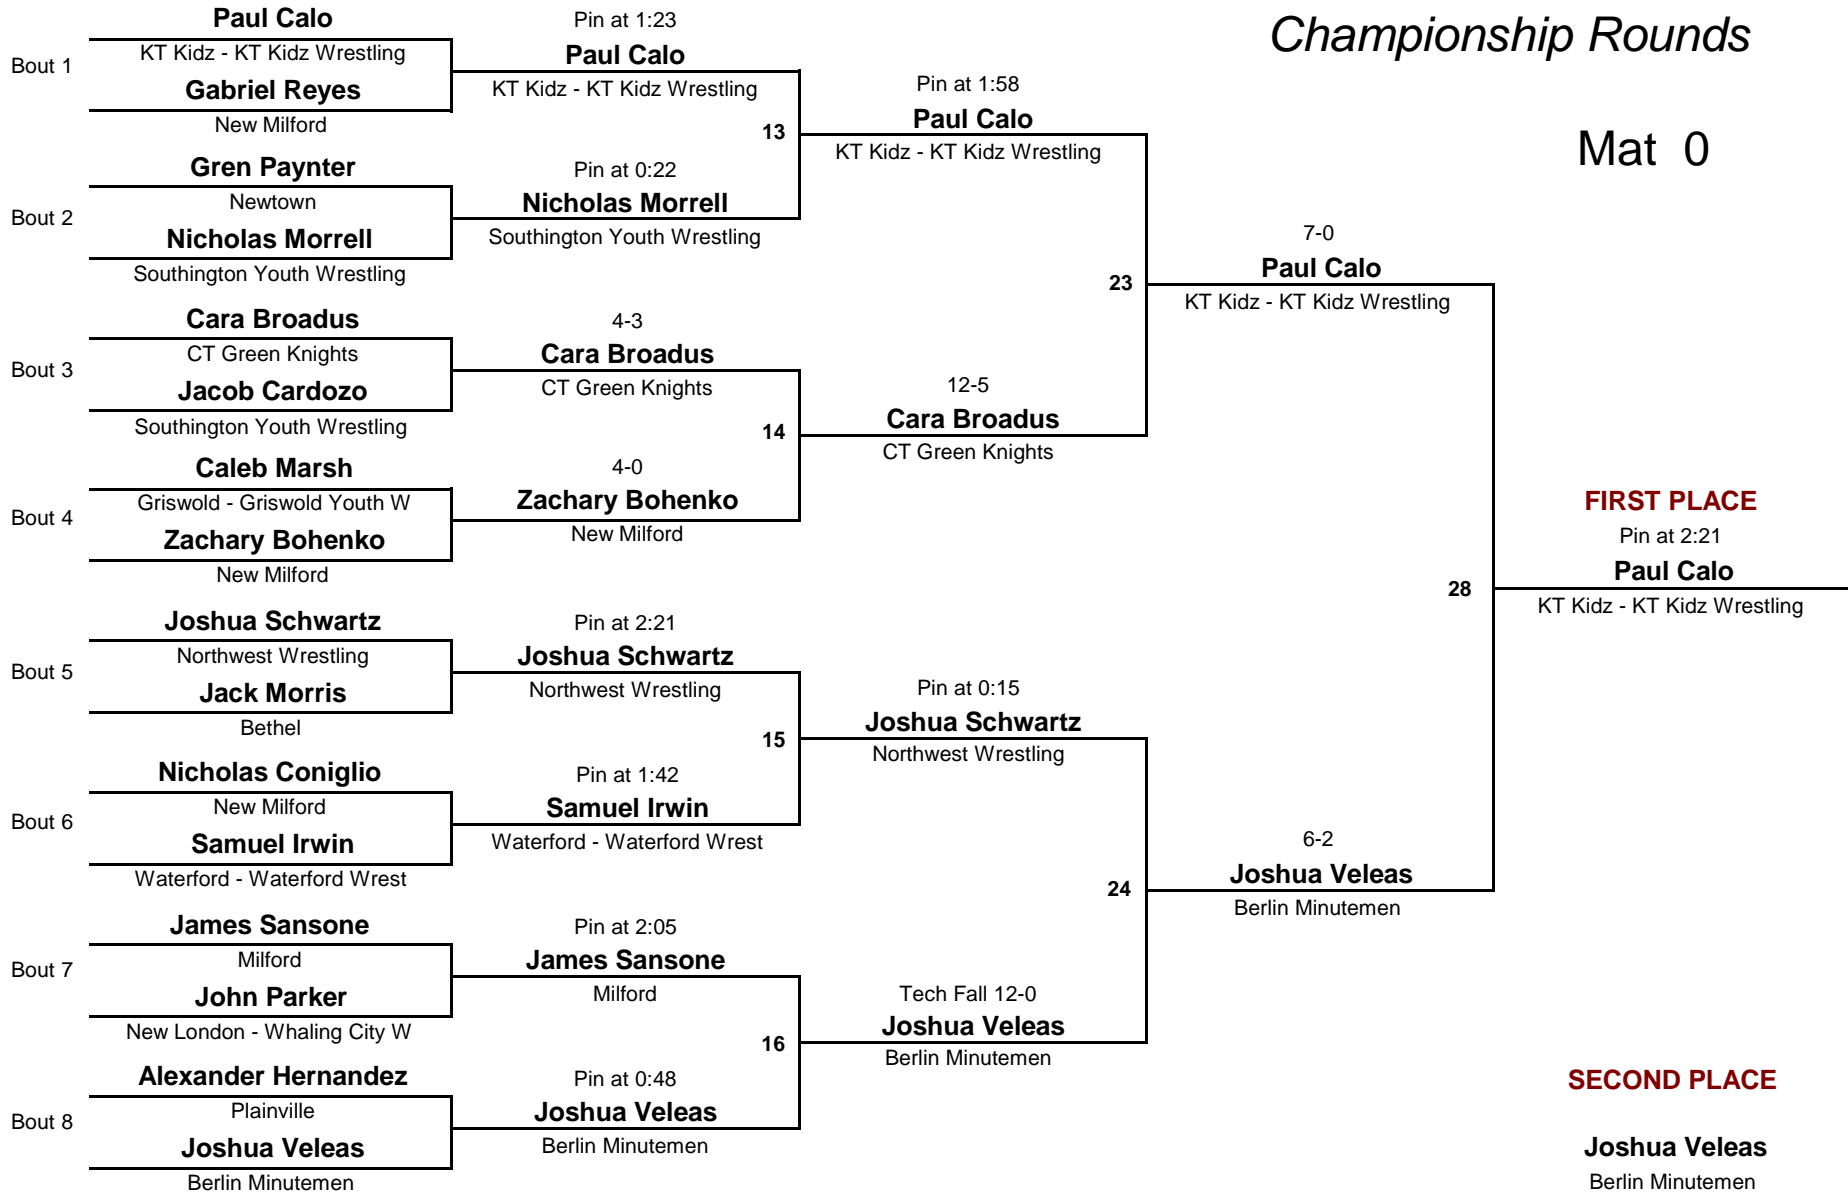 Championship Rounds
Mat 0
Bout 1
Paul Calo
KT Kidz - KT Kidz Wrestling
Gabriel Reyes
New Milford
Bout 2
Gren Paynter
Newtown
Nicholas Morrell
Southington Youth Wrestling
Bout 3
Cara Broadus
CT Green Knights
Jacob Cardozo
Southington Youth Wrestling
Bout 4
Caleb Marsh
Griswold - Griswold Youth W
Zachary Bohenko
New Milford
Bout 5
Joshua Schwartz
Northwest Wrestling
Jack Morris
Bethel
Bout 6
Nicholas Coniglio
New Milford
Samuel Irwin
Waterford - Waterford Wrest
Bout 7
James Sansone
Milford
John Parker
New London - Whaling City W
Bout 8
Alexander Hernandez
Plainville
Joshua Veleas
Berlin Minutemen
Pin at 1:23
Paul Calo
KT Kidz - KT Kidz Wrestling
13
Pin at 0:22
Nicholas Morrell
Southington Youth Wrestling
4-3
Cara Broadus
CT Green Knights
14
4-0
Zachary Bohenko
New Milford
Pin at 2:21
Joshua Schwartz
Northwest Wrestling
15
Pin at 1:42
Samuel Irwin
Waterford - Waterford Wrest
Pin at 2:05
James Sansone
Milford
16
Pin at 0:48
Joshua Veleas
Berlin Minutemen
Pin at 1:58
Paul Calo
KT Kidz - KT Kidz Wrestling
23
12-5
Cara Broadus
CT Green Knights
Pin at 0:15
Joshua Schwartz
Northwest Wrestling
24
Tech Fall 12-0
Joshua Veleas
Berlin Minutemen
7-0
Paul Calo
KT Kidz - KT Kidz Wrestling
28
6-2
Joshua Veleas
Berlin Minutemen
FIRST PLACE
Pin at 2:21
Paul Calo
KT Kidz - KT Kidz Wrestling
SECOND PLACE
Joshua Veleas
Berlin Minutemen